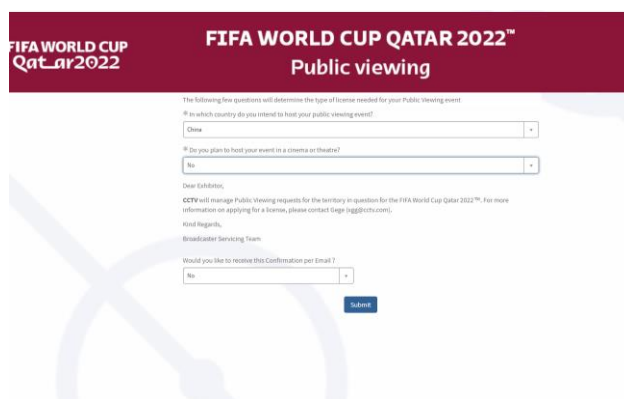 FIFA WORLD CUP
Qatar2022
FIFA WORLD CUP QATAR 2022™
Public viewing
The following few questions will determine the type of license needed for your Public Viewing event
* In which country do you intend to host your public viewing event?
China
* Do you plan to host your event in a cinema or theatre?
No
Dear Exhibitor,
CCTV will manage Public Viewing requests for the territory in question for the FIFA World Cup Qatar 2022™. For more
information on applying for a license, please contact Gege (egg@cctv.com).
Kind Regards,
Broadcaster Servicing Team
Would you like to receive this Confirmation per Email ?
No
Submit